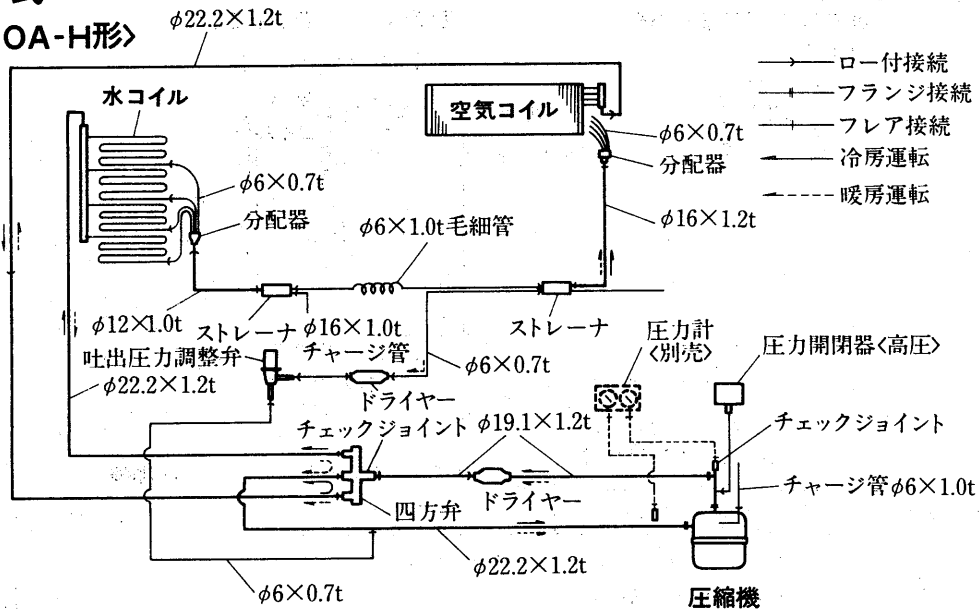 OA-H形〉
φ22.2×1.2t
水コイル
空気コイル
ロー付接続
フランジ接続
フレア接続
冷房運転
暖房運転
φ6×0.7t
分配器
φ6×0.7t
分配器
φ16×1.2t
φ6×1.0t毛細管
φ12×1.0t
ストレーナ
φ16×1.0t
チャージ管
ストレーナ
φ6×0.7t
吐出圧力調整弁
φ22.2×1.2t
ドライヤー
圧力計
〈別売〉
圧力開閉器〈高圧〉
チェックジョイント
φ19.1×1.2t
チェックジョイント
ドライヤー
四方弁
チャージ管φ6×1.0t
φ22.2×1.2t
φ6×0.7t
圧縮機